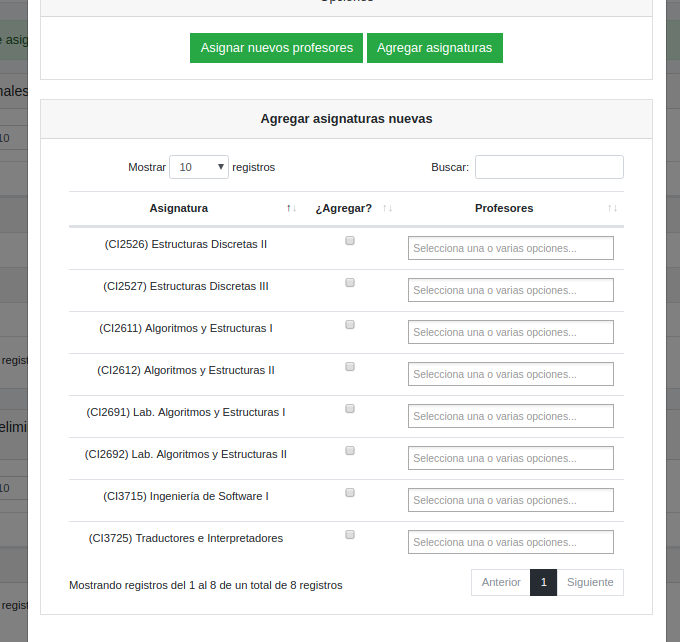 Opciones
Asignar nuevos profesores Agregar asignaturas
Agregar asignaturas nuevas
Mostrar 10 registros Buscar:
Asignatura ¿Agregar? Profesores
(CI2526) Estructuras Discretas II Selecciona una o varias opciones...
(CI2527) Estructuras Discretas III Selecciona una o varias opciones...
(CI2611) Algoritmos y Estructuras I Selecciona una o varias opciones...
(CI2612) Algoritmos y Estructuras II Selecciona una o varias opciones...
(CI2691) Lab. Algoritmos y Estructuras I Selecciona una o varias opciones...
(CI2692) Lab. Algoritmos y Estructuras II Selecciona una o varias opciones...
(CI3715) Ingeniería de Software I Selecciona una o varias opciones...
(CI3725) Traductores e Interpretadores Selecciona una o varias opciones...
Mostrando registros del 1 al 8 de un total de 8 registros Anterior 1 Siguiente